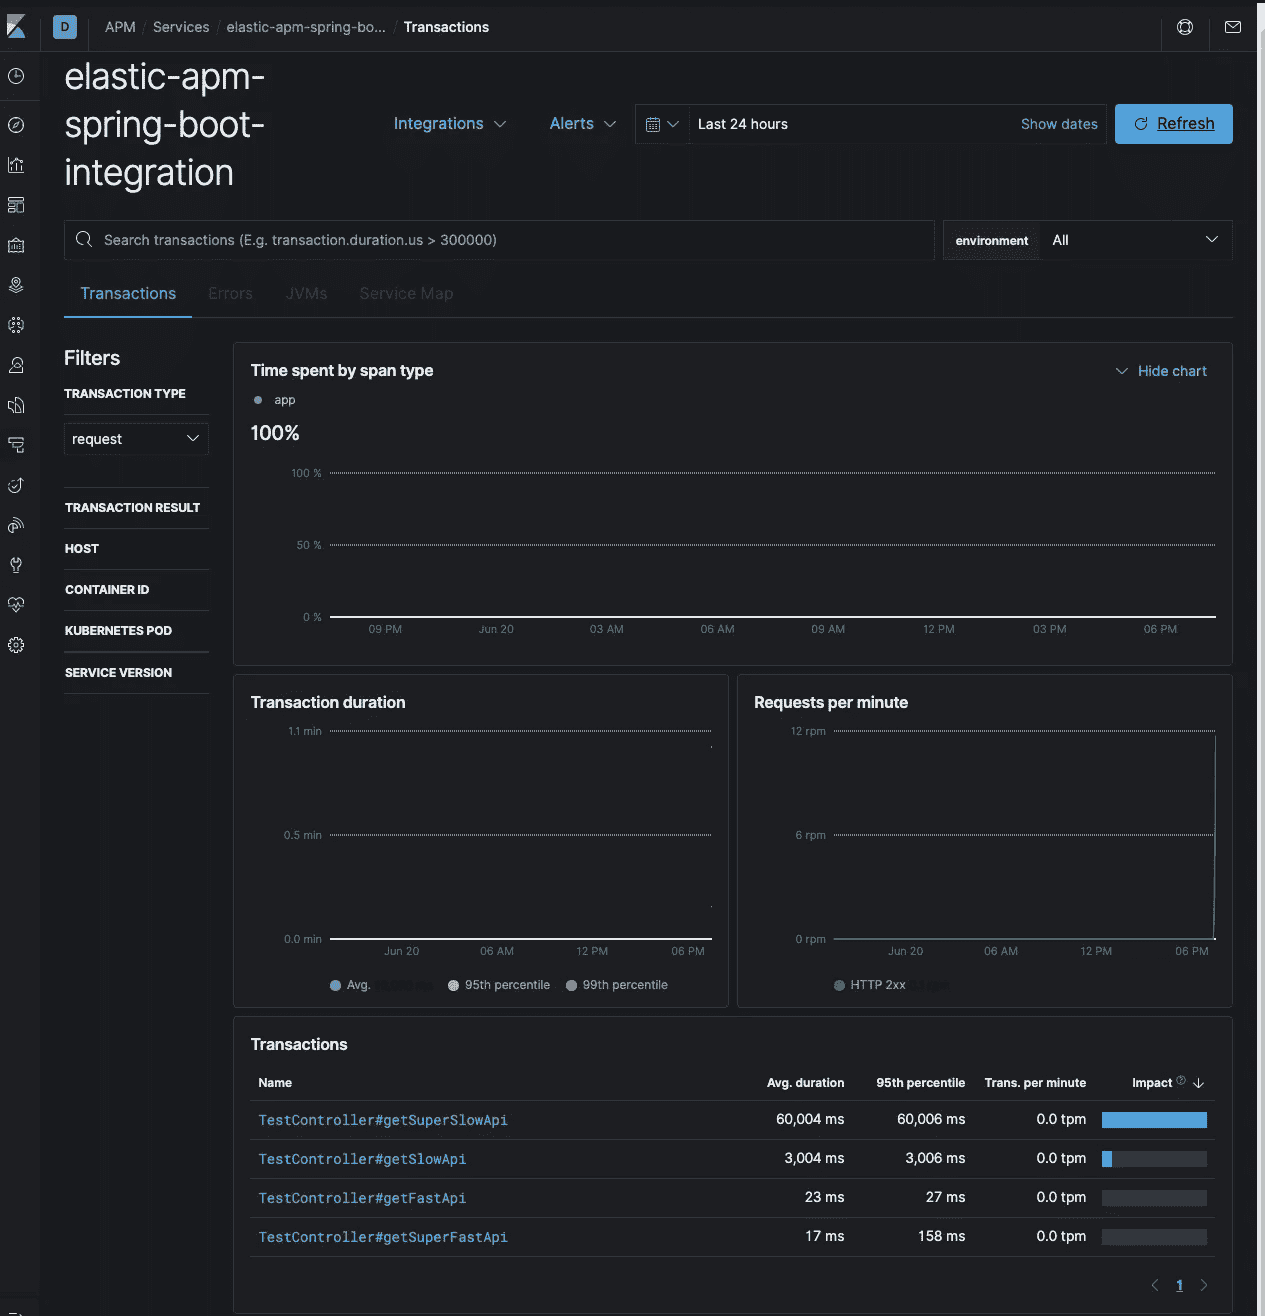 D APM / Services / elastic-apm-spring-bo... / Transactions
elastic-apm-
spring-boot-
integration
Integrations Alerts Last 24 hours Show dates Refresh
Search transactions (E.g. transaction.duration.us > 300000) environment All
Transactions Errors JVMs Service Map
Filters
TRANSACTION TYPE
request
TRANSACTION RESULT
HOST
CONTAINER ID
KUBERNETES POD
SERVICE VERSION
Time spent by span type Hide chart
app
100%
100 %
50 %
0 %
09 PM Jun 20 03 AM 06 AM 09 AM 12 PM 03 PM 06 PM
Transaction duration
1.1 min
0.5 min
0.0 min
Jun 20 06 AM 12 PM 06 PM
Avg. 95th percentile 99th percentile
Requests per minute
12 rpm
6 rpm
0 rpm
Jun 20 06 AM 12 PM 06 PM
HTTP 2xx
Transactions
Name Avg. duration 95th percentile Trans. per minute Impact
TestController#getSuperSlowApi 60,004 ms 60,006 ms 0.0 tpm
TestController#getSlowApi 3,004 ms 3,006 ms 0.0 tpm
TestController#getFastApi 23 ms 27 ms 0.0 tpm
TestController#getSuperFastApi 17 ms 158 ms 0.0 tpm
1